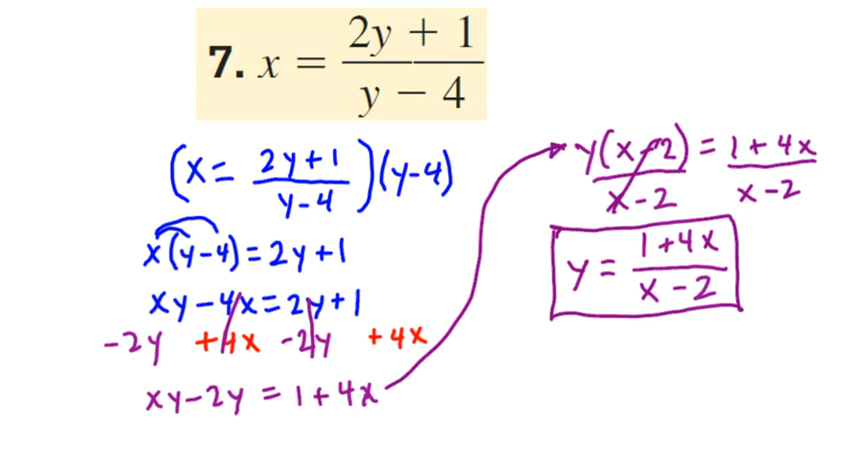 7. x = (2y + 1)/(y − 4)
(x = (2y+1)/(y-4))(y-4)
x(y-4) = 2y+1
xy-4x = 2y+1
-2y +4x -2y +4x
xy-2y = 1+4x
y(x-2)/(x-2) = (1+4x)/(x-2)
y = (1+4x)/(x-2)